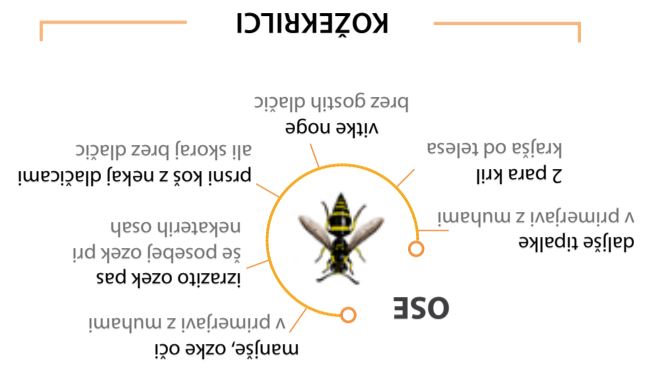 manjše, ozke oči
v primerjavi z muhami
OSE
izrazito ozek pas
še posebej ozek pri
nekaterih osah
daljše tipalke
v primerjavi z muhami
prsni koš z nekaj dlačicami
ali skoraj brez dlačic
2 para kril
krajša od telesa
vitke noge
brez gostih dlačic
KOŽEKRILCI